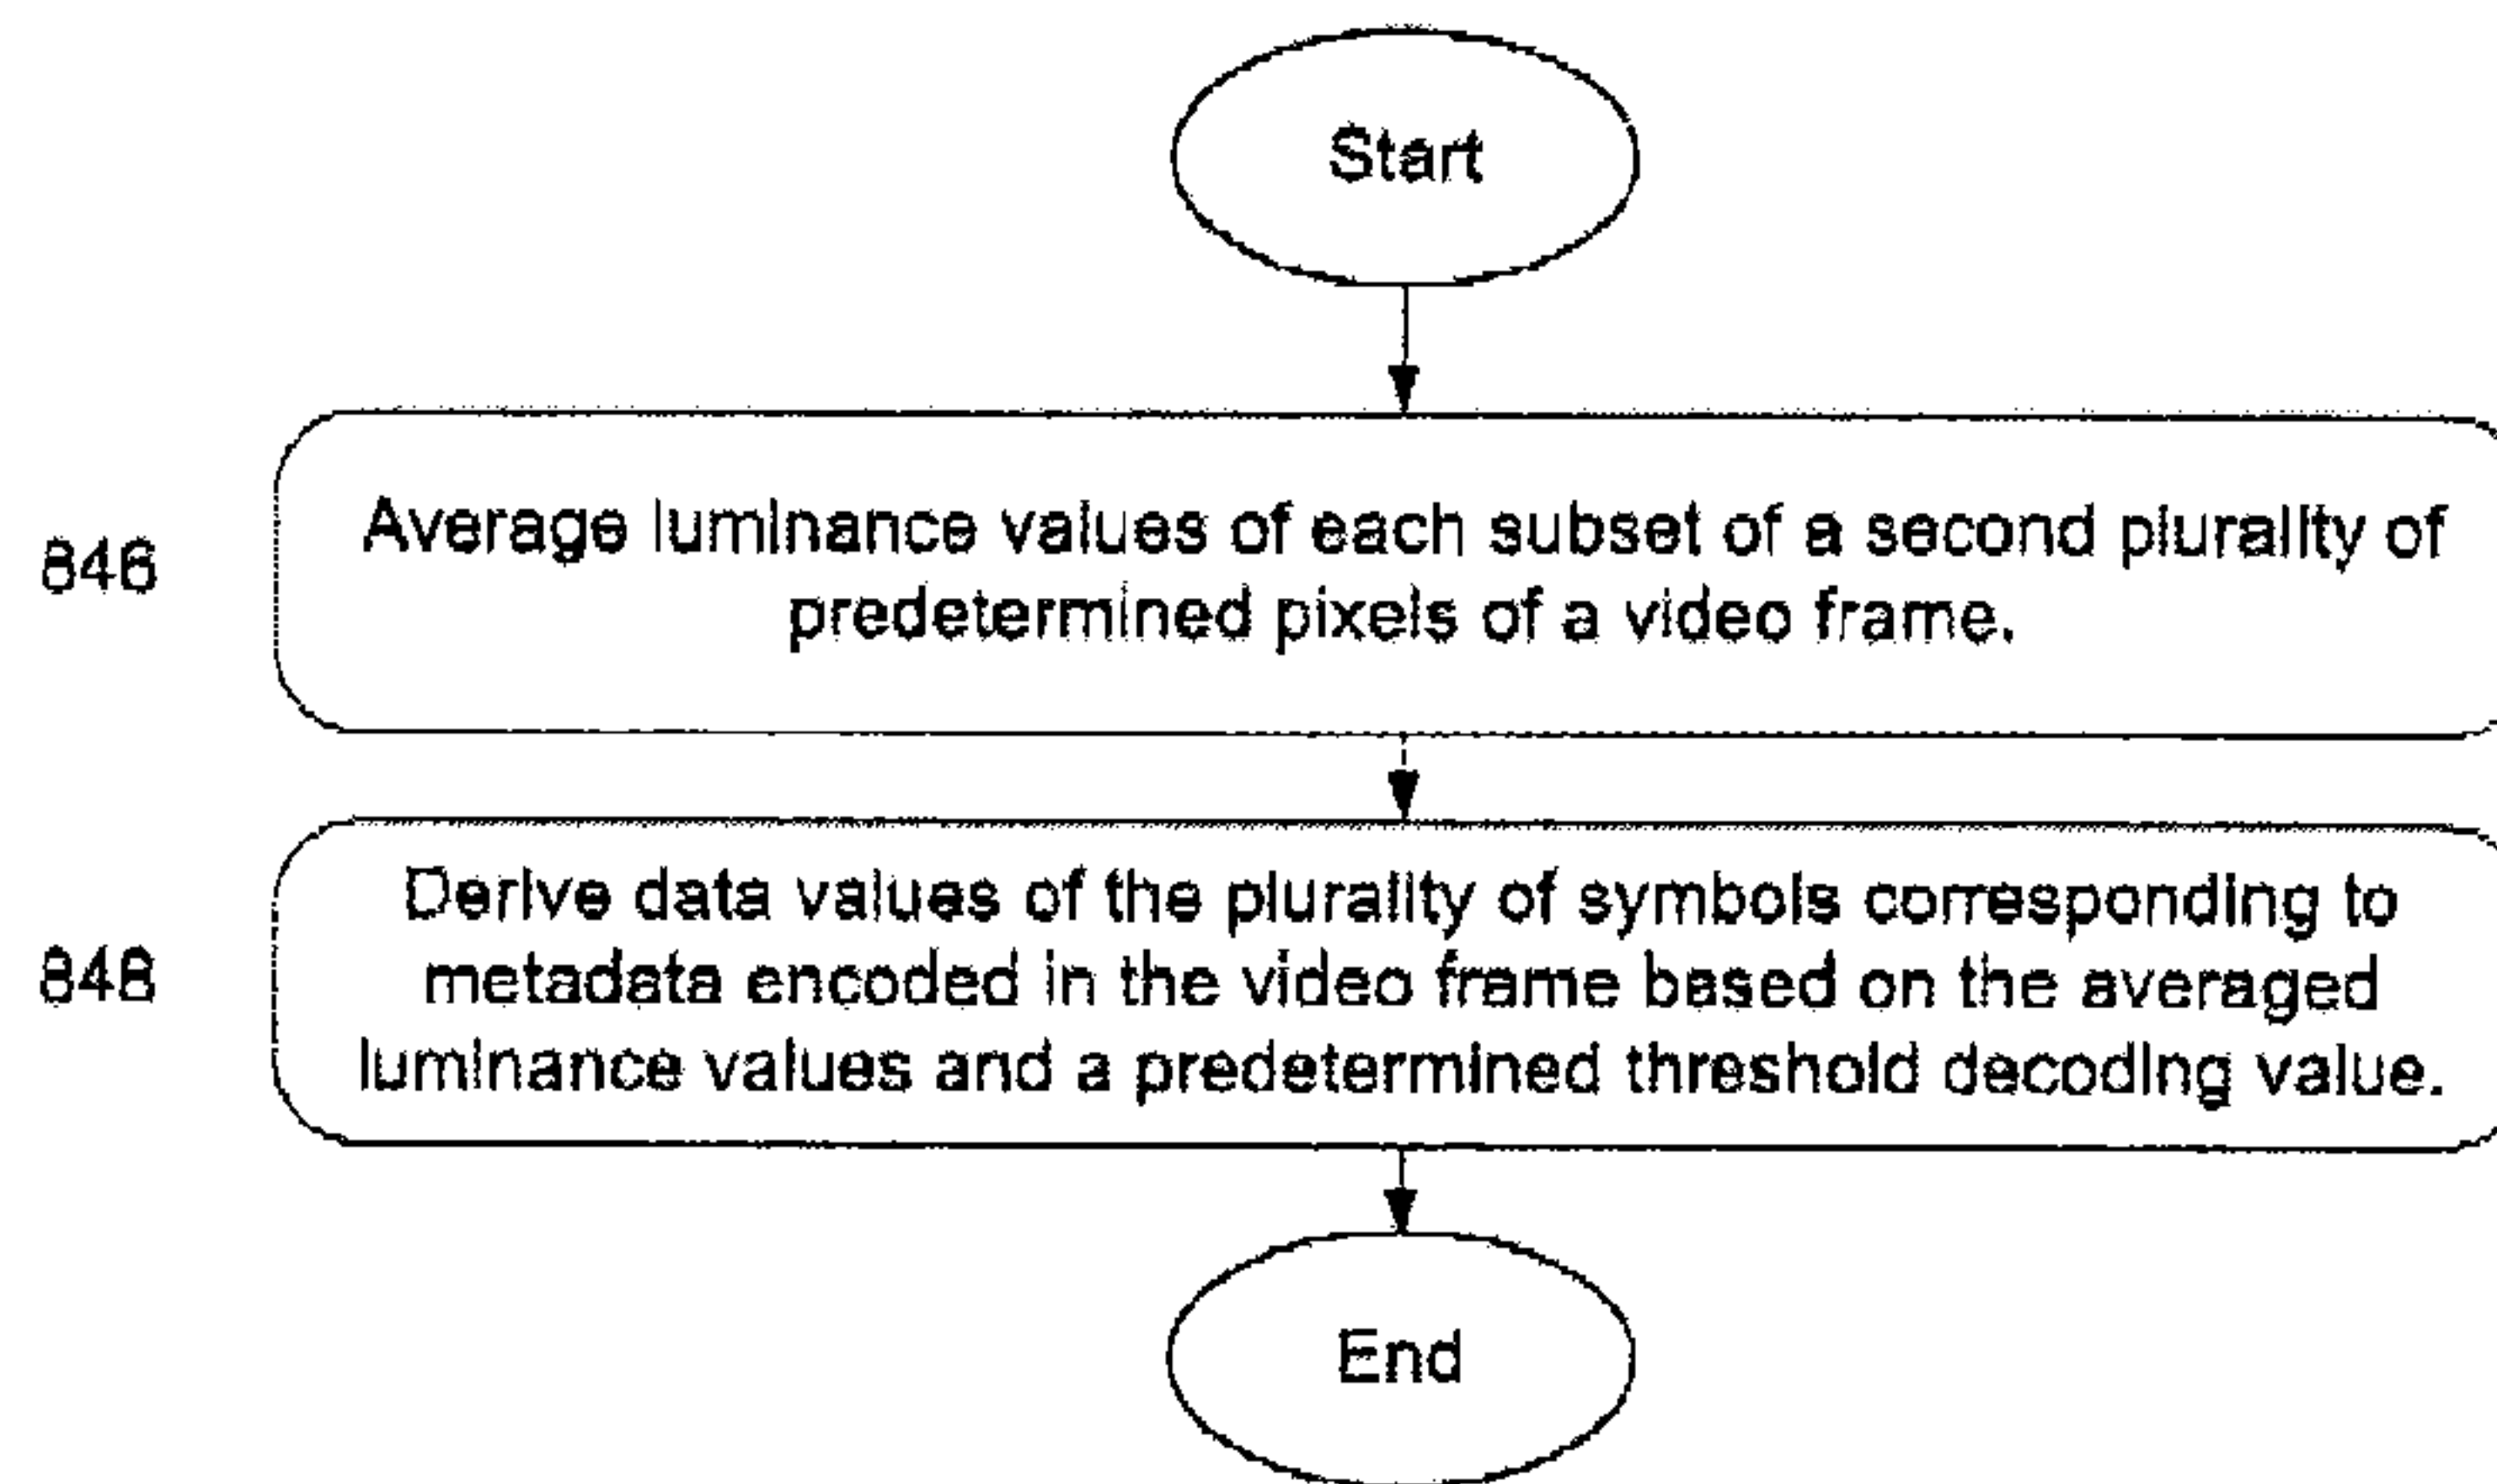 Start
846
Average luminance values of each subset of a second plurality of
predetermined pixels of a video frame.
848
Derive data values of the plurality of symbols corresponding to
metadata encoded in the video frame based on the averaged
luminance values and a predetermined threshold decoding value.
End